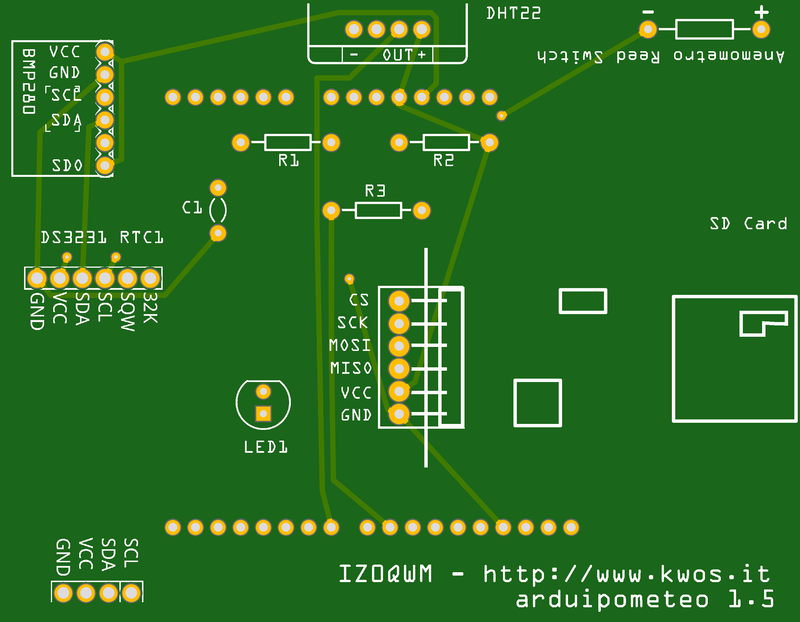 DHT22
- OUT+
- +
Anemometro Reed Switch
BMP280
VCC
GND
SCL
SDA
SDO
R1
R2
R3
C1
SD Card
DS3231 RTC1
GND
VCC
SDA
SCL
SQW
32K
CS
SCK
MOSI
MISO
VCC
GND
LED1
GND
VCC
SDA
SCL
IZ0QWM - http://www.kwos.it
arduipometeo 1.5